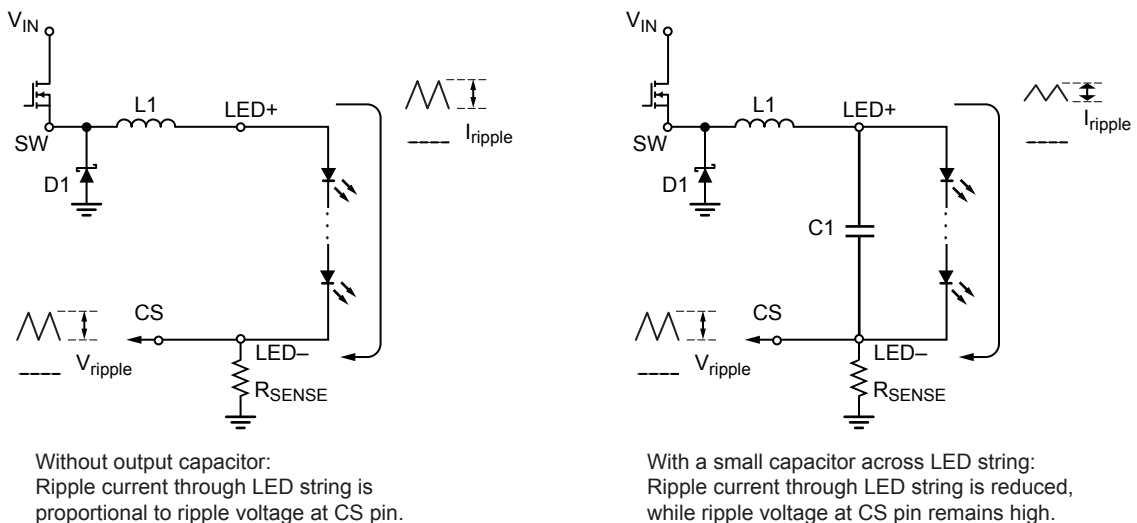 VIN
L1
LED+
SW
D1
Iripple
CS
Vripple
LED–
RSENSE
Without output capacitor:
Ripple current through LED string is
proportional to ripple voltage at CS pin.
VIN
L1
LED+
SW
D1
Iripple
C1
CS
Vripple
LED–
RSENSE
With a small capacitor across LED string:
Ripple current through LED string is reduced,
while ripple voltage at CS pin remains high.